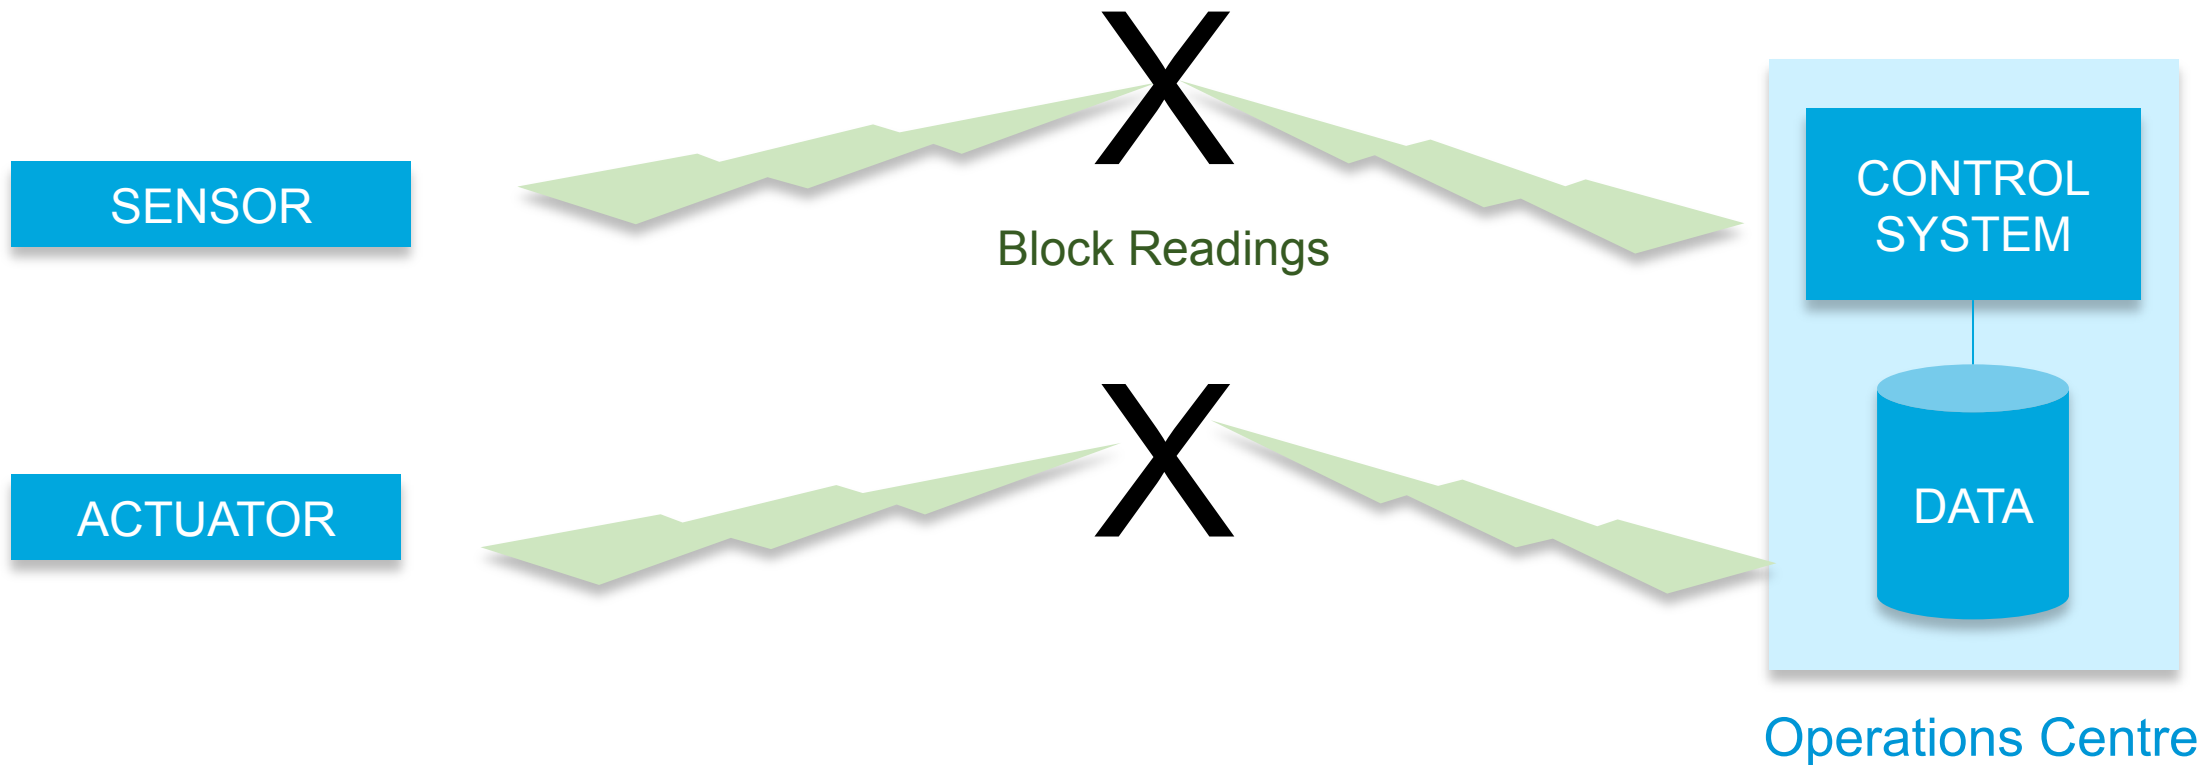 X
SENSOR
CONTROL
SYSTEM
Block Readings
X
ACTUATOR
DATA
Operations Centre